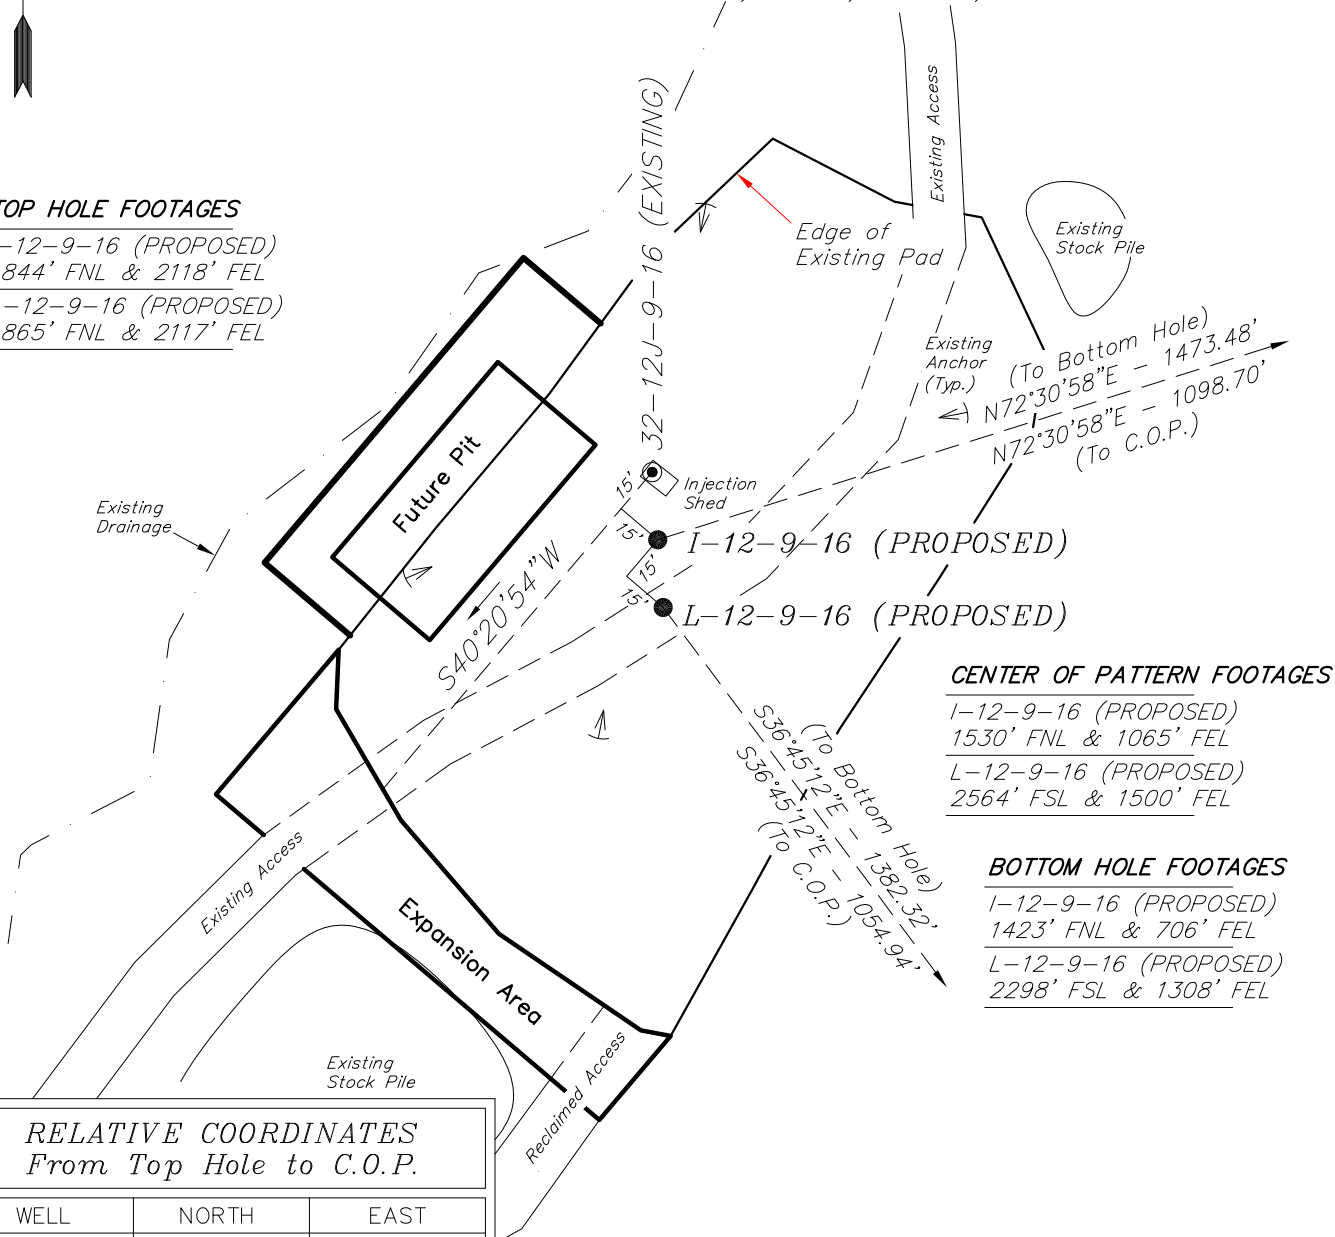 TOP HOLE FOOTAGES
-12-9-16 (PROPOSED)
844' FNL & 2118' FEL
-12-9-16 (PROPOSED)
865' FNL & 2117' FEL
32-12J-9-16 (EXISTING)
Existing Access
Edge of
Existing Pad
Existing
Stock Pile
Existing
Anchor
(Typ.)
(To Bottom Hole)
N72°30'58"E - 1473.48'
N72°30'58"E - 1098.70'
(To C.O.P.)
Future Pit
Existing
Drainage
15'
Injection
Shed
15'
I-12-9-16 (PROPOSED)
15'
15'
L-12-9-16 (PROPOSED)
S40°20'54"W
(To Bottom Hole)
S36°45'12"E - 1382.32'
S36°45'12"E - 1054.94'
(To C.O.P.)
CENTER OF PATTERN FOOTAGES
I-12-9-16 (PROPOSED)
1530' FNL & 1065' FEL
L-12-9-16 (PROPOSED)
2564' FSL & 1500' FEL
BOTTOM HOLE FOOTAGES
I-12-9-16 (PROPOSED)
1423' FNL & 706' FEL
L-12-9-16 (PROPOSED)
2298' FSL & 1308' FEL
Existing Access
Expansion Area
Existing
Stock Pile
Reclaimed Access
RELATIVE COORDINATES
From Top Hole to C.O.P.
WELL
NORTH
EAST